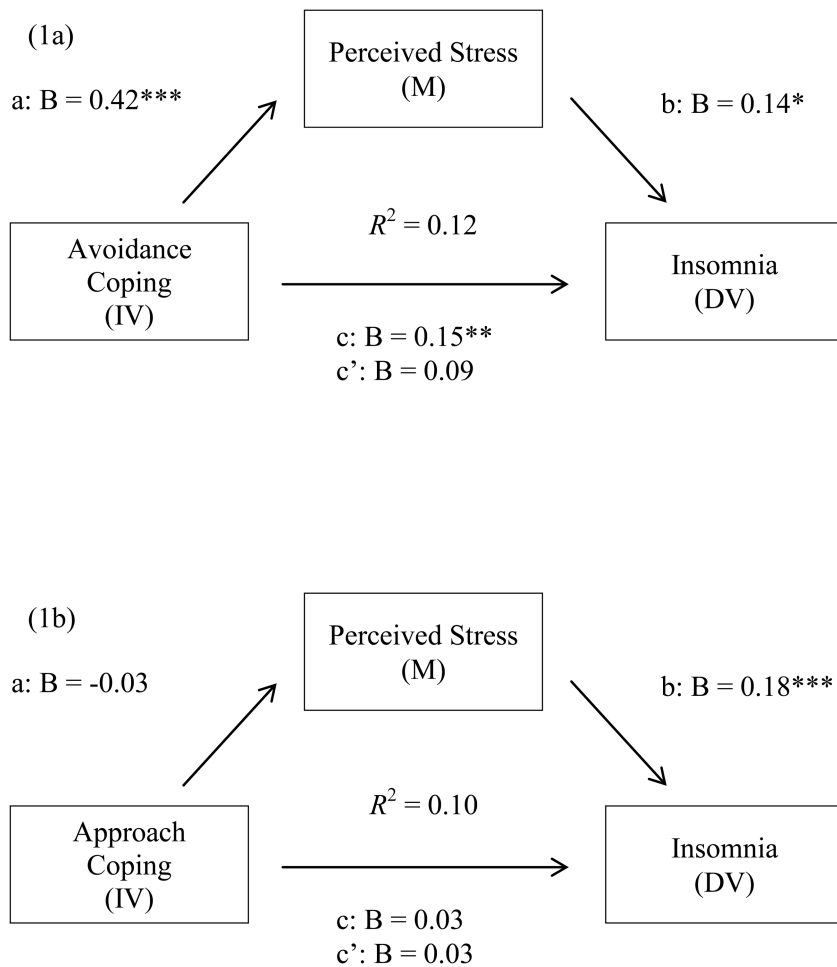 (1a)
Perceived Stress
(M)
a: B = 0.42***
b: B = 0.14*
R² = 0.12
Avoidance
Coping
(IV)
Insomnia
(DV)
c: B = 0.15**
c’: B = 0.09
(1b)
Perceived Stress
(M)
a: B = -0.03
b: B = 0.18***
R² = 0.10
Approach
Coping
(IV)
Insomnia
(DV)
c: B = 0.03
c’: B = 0.03